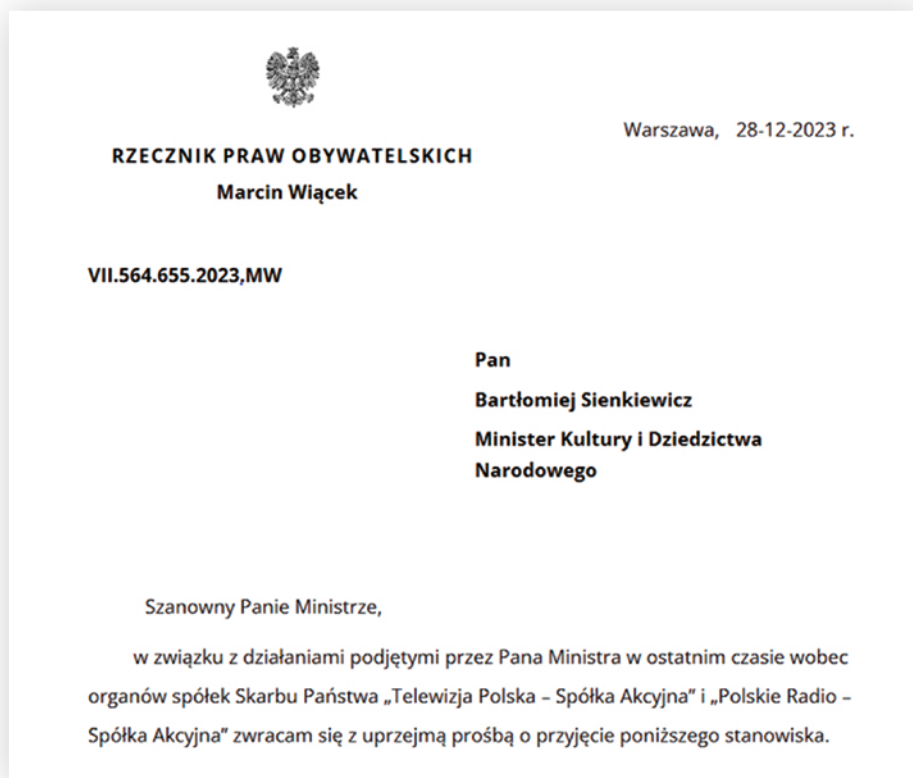 Warszawa, 28-12-2023 r.
RZECZNIK PRAW OBYWATELSKICH
Marcin Wiącek
VII.564.655.2023,MW
Pan
Bartłomiej Sienkiewicz
Minister Kultury i Dziedzictwa
Narodowego
Szanowny Panie Ministrze,
w związku z działaniami podjętymi przez Pana Ministra w ostatnim czasie wobec
organów spółek Skarbu Państwa „Telewizja Polska – Spółka Akcyjna” i „Polskie Radio –
Spółka Akcyjna” zwracam się z uprzejmą prośbą o przyjęcie poniższego stanowiska.